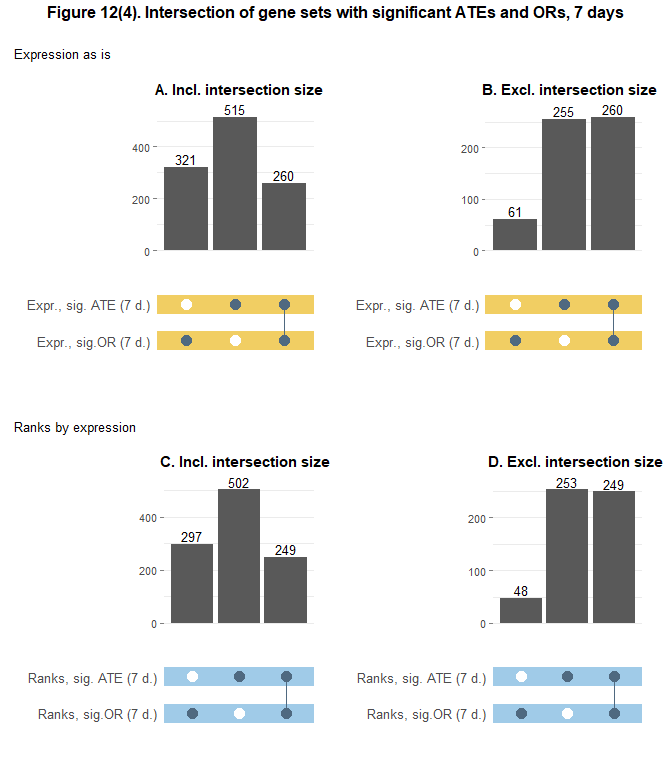 Figure 12(4). Intersection of gene sets with significant ATEs and ORs, 7 days
Expression as is
A. Incl. intersection size
515
321
260
400
200
0
Expr., sig. ATE (7 d.)
Expr., sig.OR (7 d.)
B. Excl. intersection size
255
260
61
200
100
0
Expr., sig. ATE (7 d.)
Expr., sig.OR (7 d.)
Ranks by expression
C. Incl. intersection size
502
297
249
400
200
0
Ranks, sig. ATE (7 d.)
Ranks, sig.OR (7 d.)
D. Excl. intersection size
253
249
48
200
100
0
Ranks, sig. ATE (7 d.)
Ranks, sig.OR (7 d.)